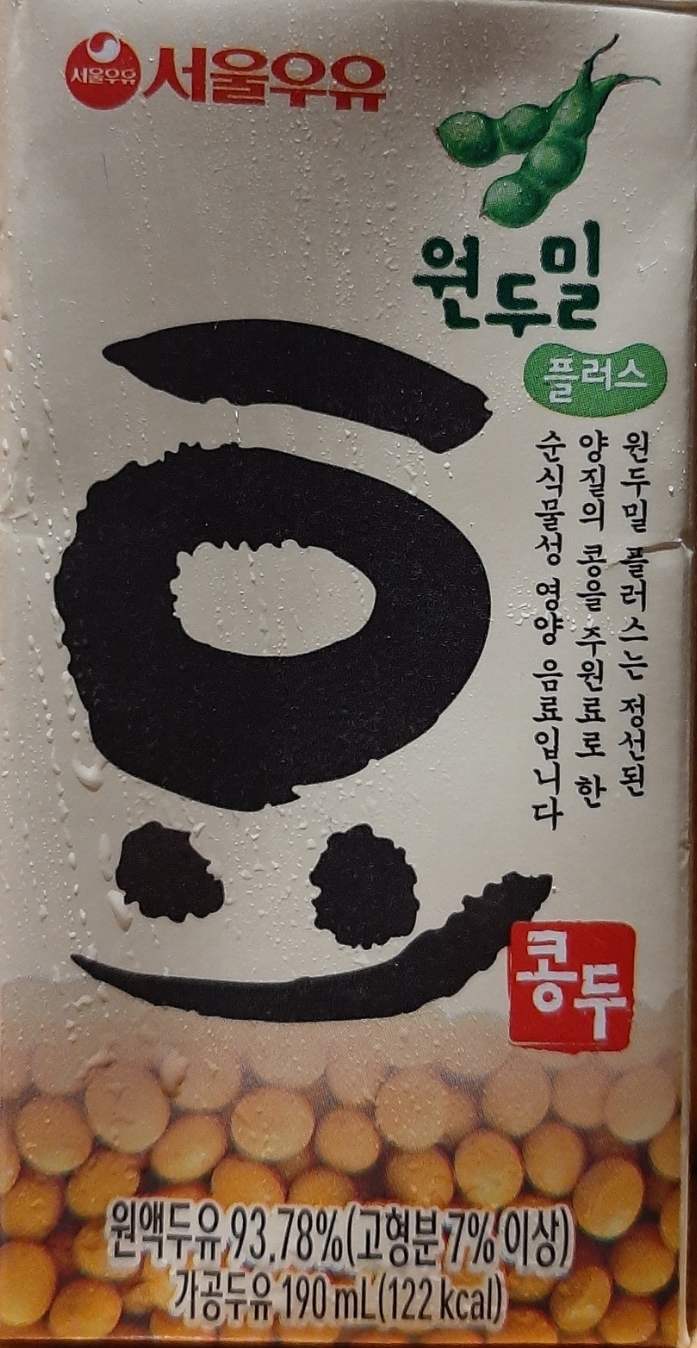 서울우유 서울우유
원두밀
플러스
원두밀 플러스는 정선된
양질의 콩을 주원료로 한
순식물성 영양 음료입니다
콩두
원액두유 93.78%(고형분 7% 이상)
가공두유 190 mL(122 kcal)